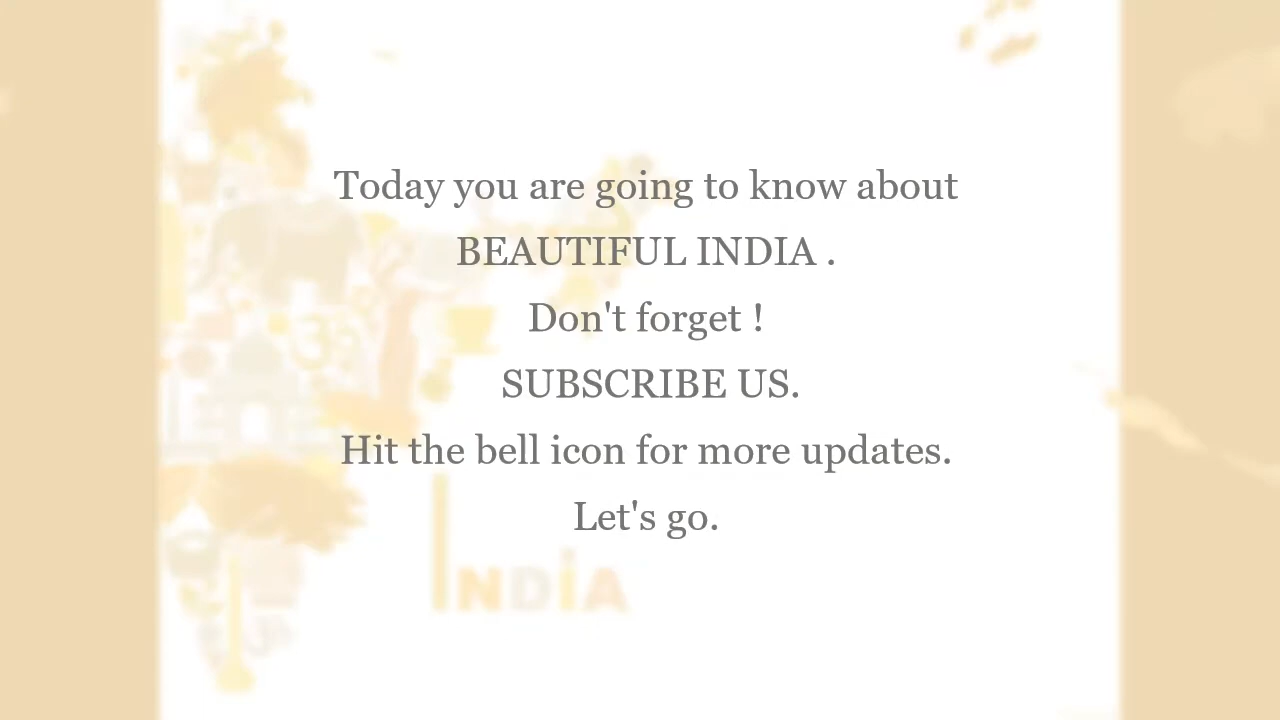 Today you are going to know about
BEAUTIFUL INDIA .
Don't forget !
SUBSCRIBE US.
Hit the bell icon for more updates.
Let's go.
INDIA